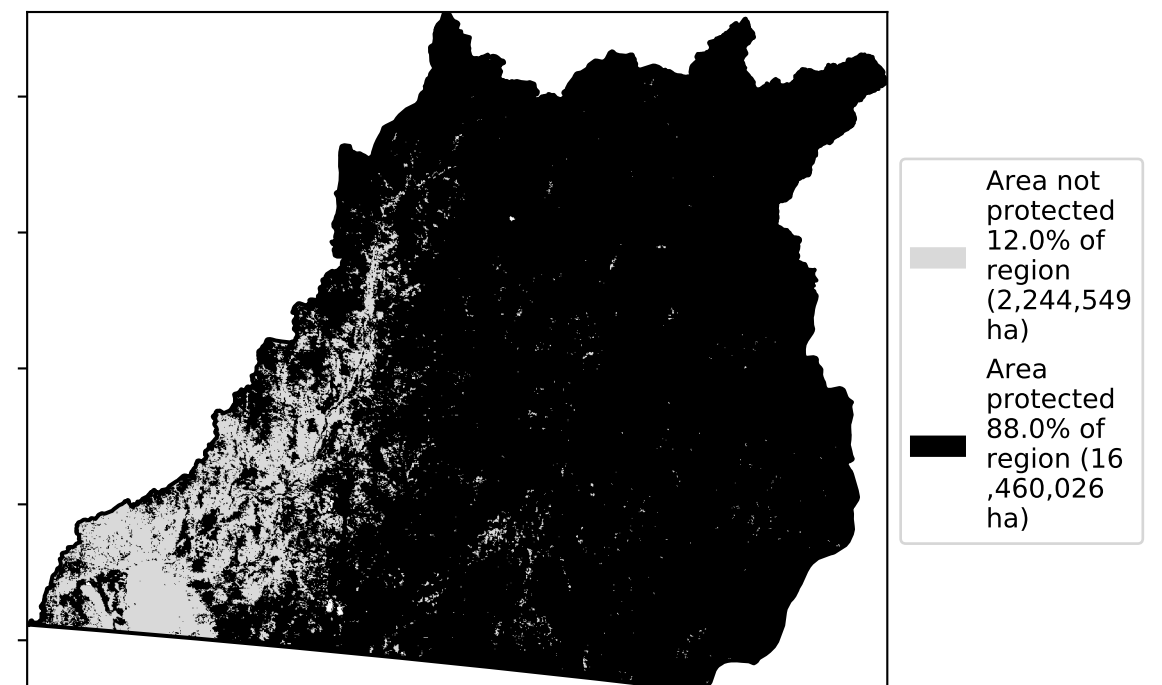 Area not
protected
12.0% of
region
(2,244,549
ha)
Area
protected
88.0% of
region (16
,460,026
ha)